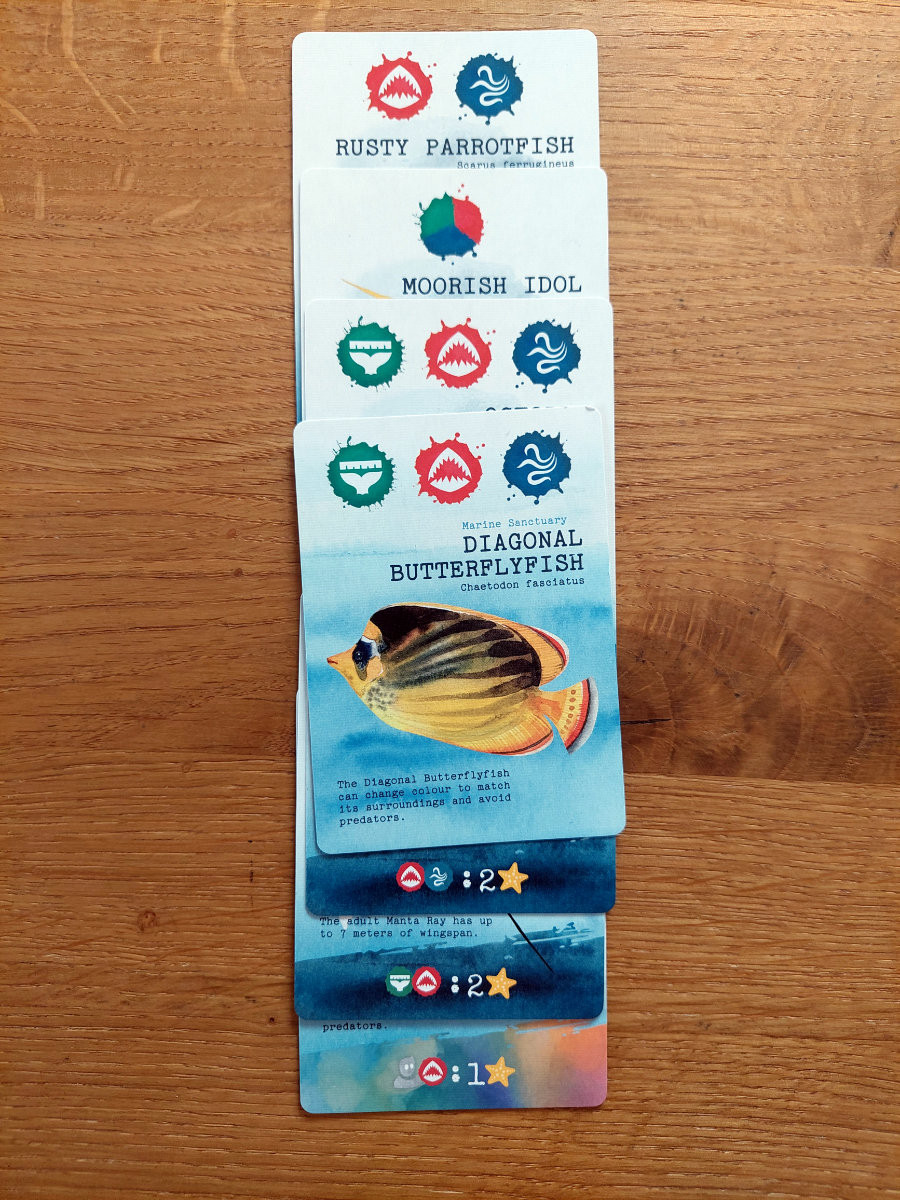 RUSTY PARROTFISH
Scarus ferrugineus
MOORISH IDOL
Marine Sanctuary
DIAGONAL
BUTTERFLYFISH
Chaetodon fasciatus
The Diagonal Butterflyfish
can change colour to match
its surroundings and avoid
predators.
:2
The adult Manta Ray has up
to 7 meters of wingspan.
:2
predators.
:1